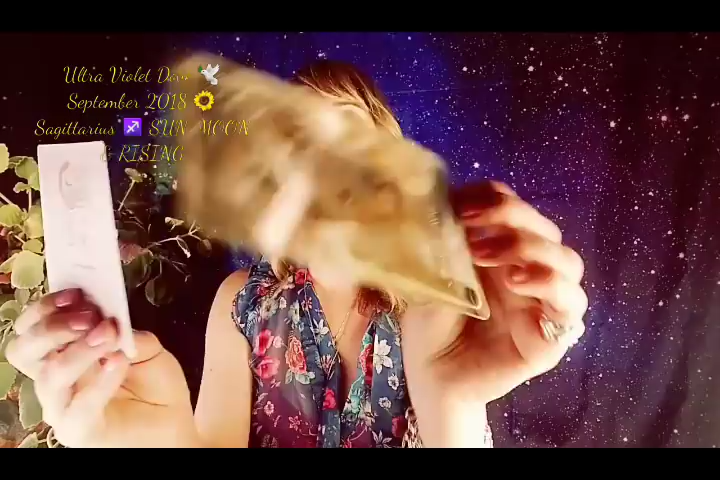 Ultra Violet Dove 🕊
September 2018 🌻
Sagittarius ♐ SUN MOON
& RISING